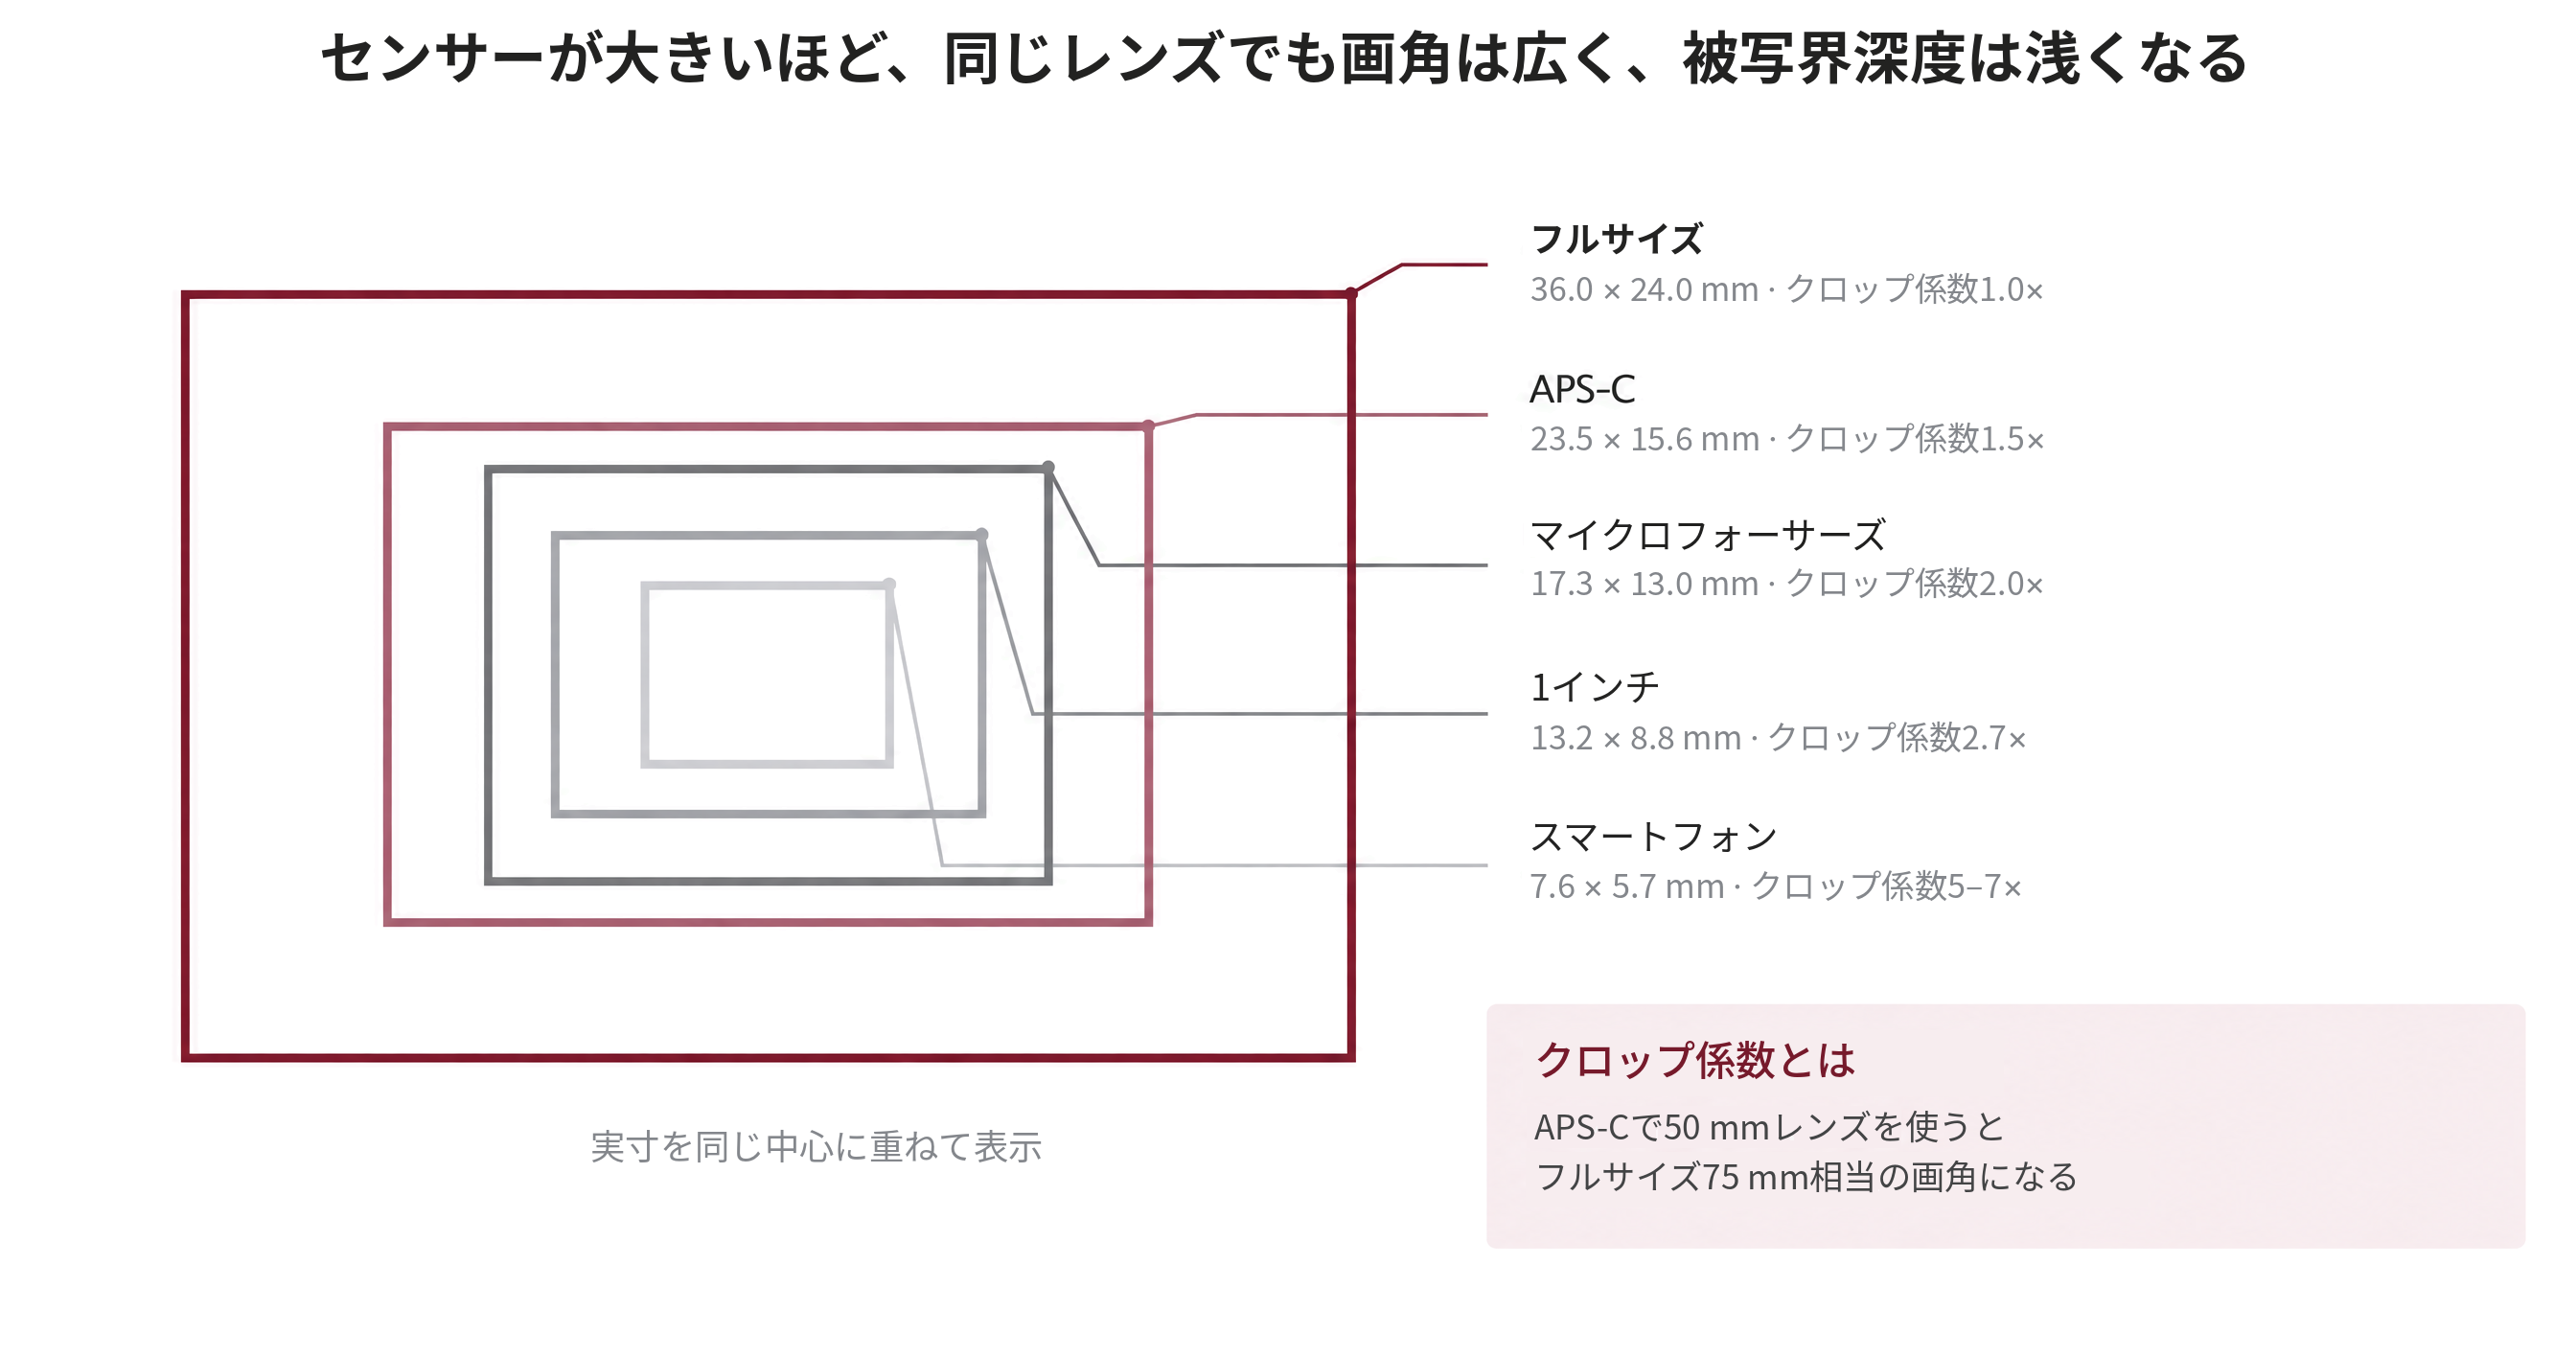 センサーが大きいほど、同じレンズでも画角は広く、被写界深度は浅くなる
フルサイズ
36.0 × 24.0 mm · クロップ係数1.0×
APS-C
23.5 × 15.6 mm · クロップ係数1.5×
マイクロフォーサーズ
17.3 × 13.0 mm · クロップ係数2.0×
1インチ
13.2 × 8.8 mm · クロップ係数2.7×
スマートフォン
7.6 × 5.7 mm · クロップ係数5–7×
実寸を同じ中心に重ねて表示
クロップ係数とは
APS-Cで50 mmレンズを使うと
フルサイズ75 mm相当の画角になる